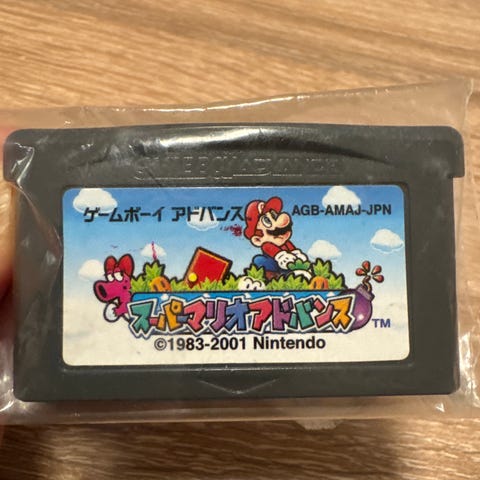 GAME BOY ADVANCE
ゲームボーイ アドバンス AGB-AMAJ-JPN
スーパーマリオアドバンス TM
©1983-2001 Nintendo